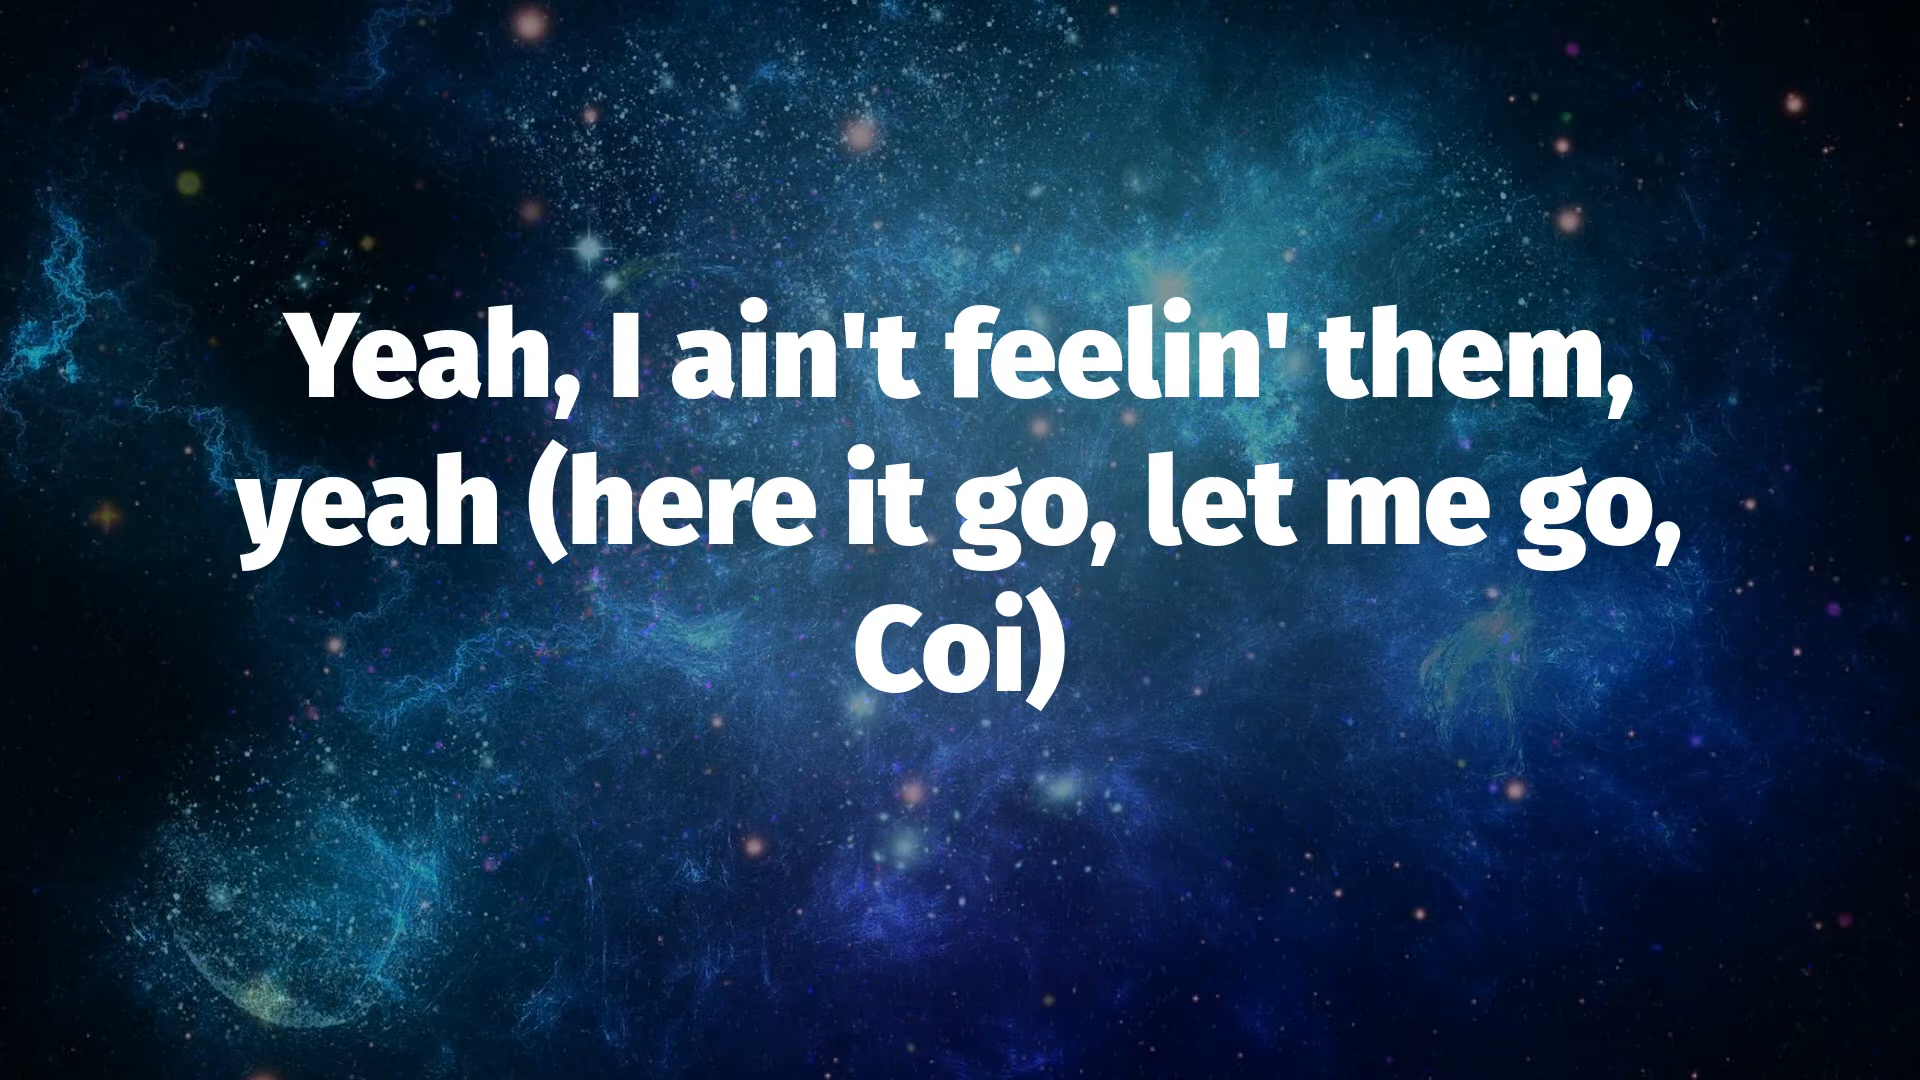 Yeah, I ain't feelin' them,
yeah (here it go, let me go,
Coi)